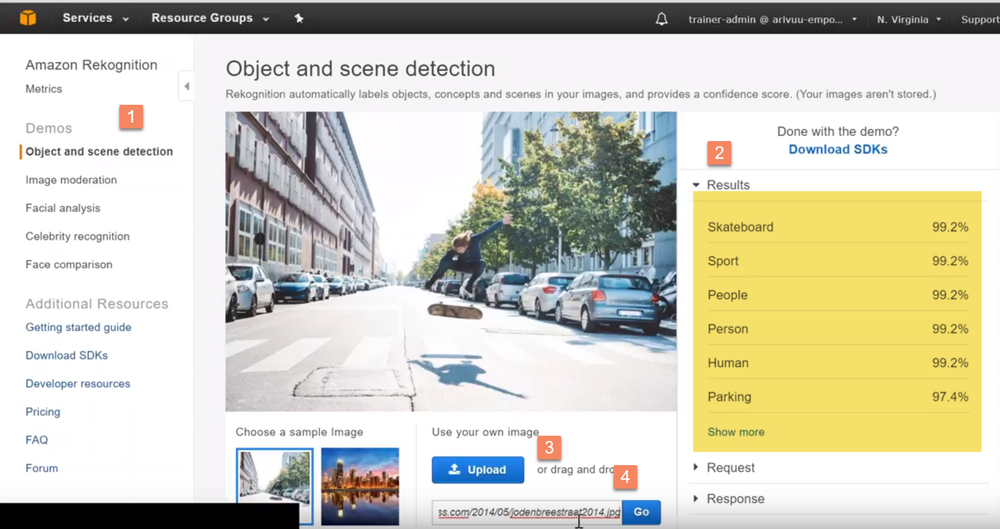 Services
Resource Groups
trainer-admin @ arivuu-empo...
N. Virginia
Support
Amazon Rekognition
Metrics
1
Demos
Object and scene detection
Image moderation
Facial analysis
Celebrity recognition
Face comparison
Additional Resources
Getting started guide
Download SDKs
Developer resources
Pricing
FAQ
Forum
Object and scene detection
Rekognition automatically labels objects, concepts and scenes in your images, and provides a confidence score. (Your images aren't stored.)
Choose a sample Image
Use your own image
3
Upload
or drag and dro
4
ss.com/2014/05/jodenbreestraat2014.jpg
Go
Done with the demo?
Download SDKs
2
Results
Skateboard 99.2%
Sport 99.2%
People 99.2%
Person 99.2%
Human 99.2%
Parking 97.4%
Show more
Request
Response